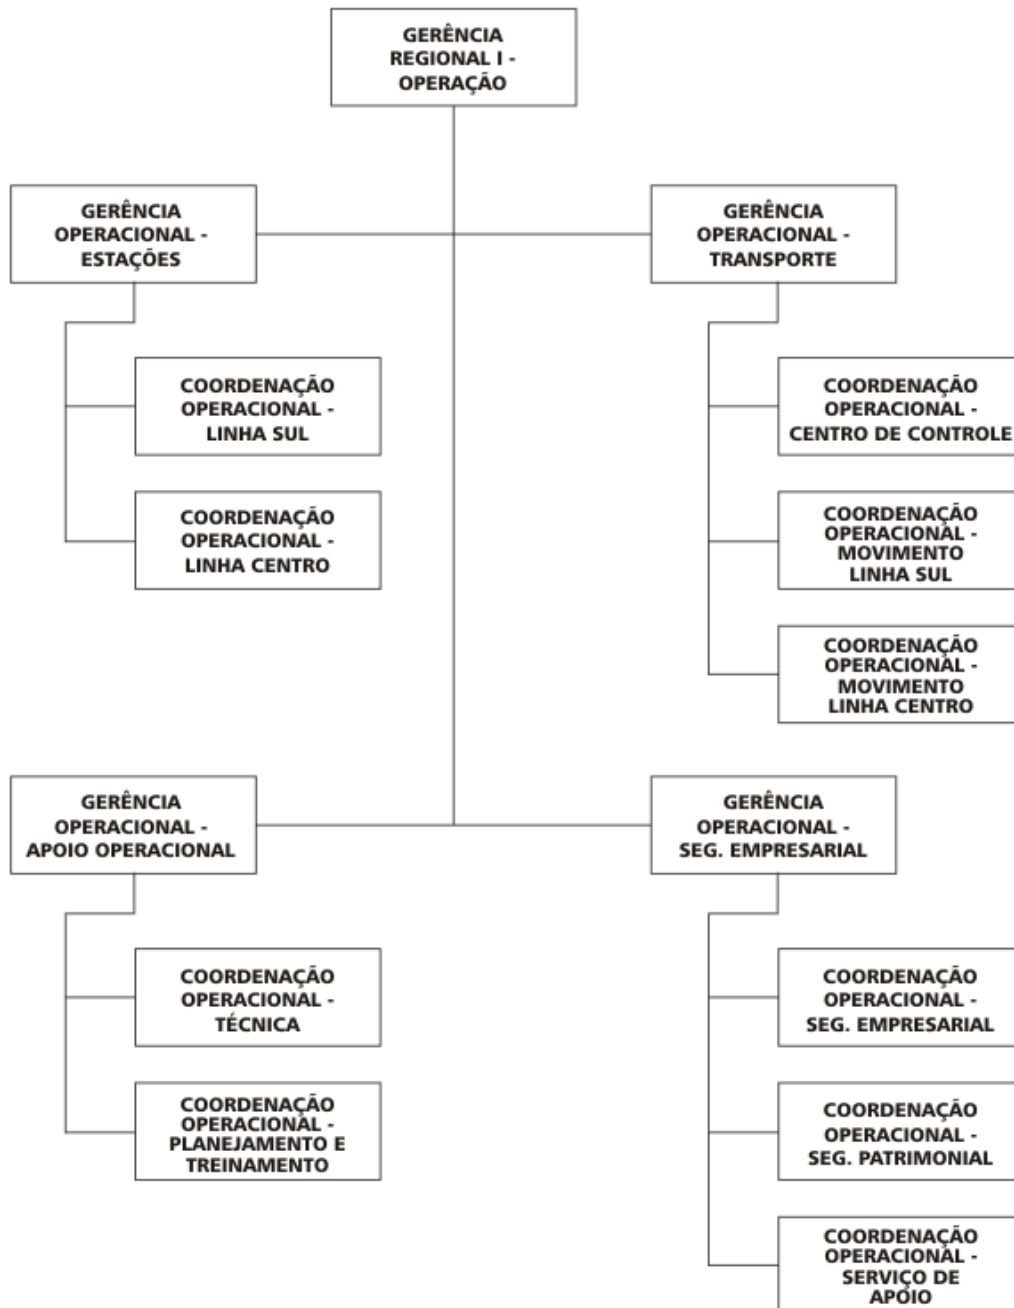 GERÊNCIA
REGIONAL I -
OPERAÇÃO
GERÊNCIA
OPERACIONAL -
ESTAÇÕES
GERÊNCIA
OPERACIONAL -
TRANSPORTE
COORDENAÇÃO
OPERACIONAL -
LINHA SUL
COORDENAÇÃO
OPERACIONAL -
LINHA CENTRO
COORDENAÇÃO
OPERACIONAL -
CENTRO DE CONTROLE
COORDENAÇÃO
OPERACIONAL -
MOVIMENTO
LINHA SUL
COORDENAÇÃO
OPERACIONAL -
MOVIMENTO
LINHA CENTRO
GERÊNCIA
OPERACIONAL -
APOIO OPERACIONAL
GERÊNCIA
OPERACIONAL -
SEG. EMPRESARIAL
COORDENAÇÃO
OPERACIONAL -
TÉCNICA
COORDENAÇÃO
OPERACIONAL -
PLANEJAMENTO E
TREINAMENTO
COORDENAÇÃO
OPERACIONAL -
SEG. EMPRESARIAL
COORDENAÇÃO
OPERACIONAL -
SEG. PATRIMONIAL
COORDENAÇÃO
OPERACIONAL -
SERVIÇO DE
APOIO